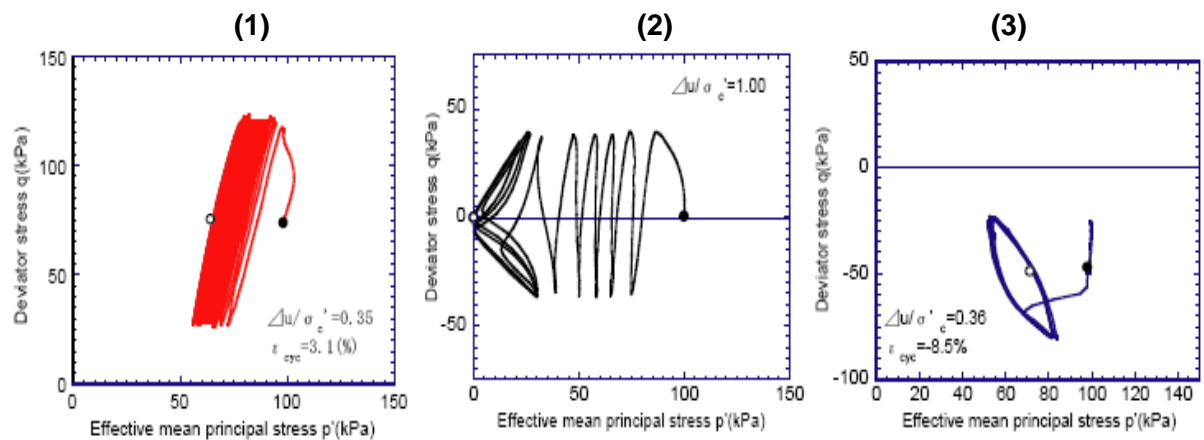 (1)
150
100
50
0
0
50
100
150
Deviator stress q(kPa)
Effective mean principal stress p'(kPa)
⊿u/σc'=0.35
εcyc=3.1(%)
(2)
50
0
-50
0
50
100
150
Deviator stress q(kPa)
Effective mean principal stress p'(kPa)
⊿u/σc'=1.00
(3)
50
0
-50
-100
0
20
40
60
80
100
120
140
Deviator stress q(kPa)
Effective mean principal stress p'(kPa)
⊿u/σ'c=0.36
εcyc=-8.5%